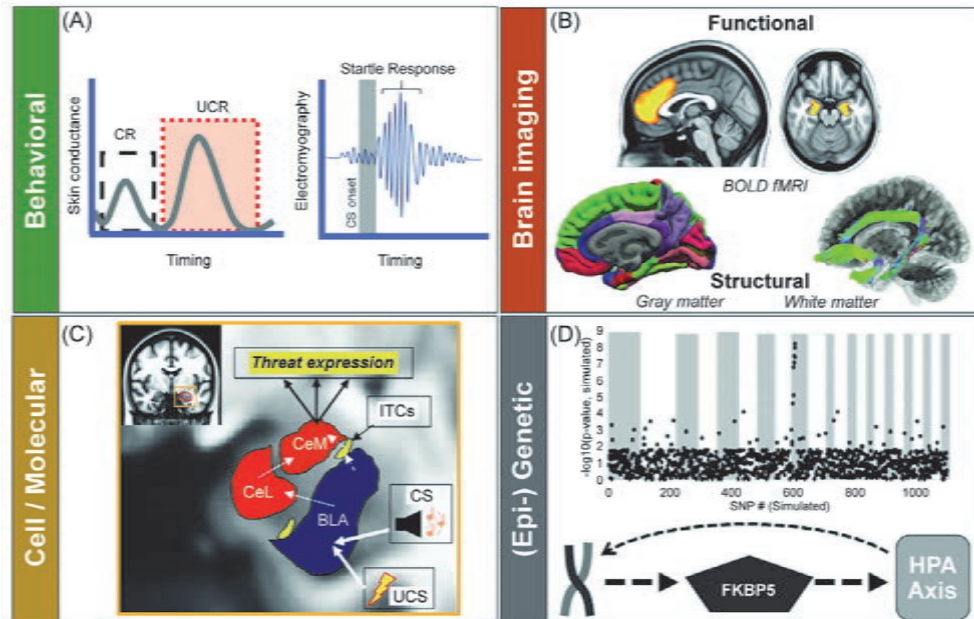 Behavioral
(A)
Skin conductance
CR
UCR
Timing
Startle Response
Electromyography
CS onset
Timing
Brain imaging
(B)
Functional
BOLD fMRI
Structural
Gray matter
White matter
Cell / Molecular
(C)
Threat expression
ITCs
CeM
CeL
BLA
CS
UCS
(Epi-) Genetic
(D)
-log10(p-value, simulated)
9
8
7
6
5
4
3
2
1
0
0 200 400 600 800 1000
SNP # (Simulated)
FKBP5
HPA
Axis